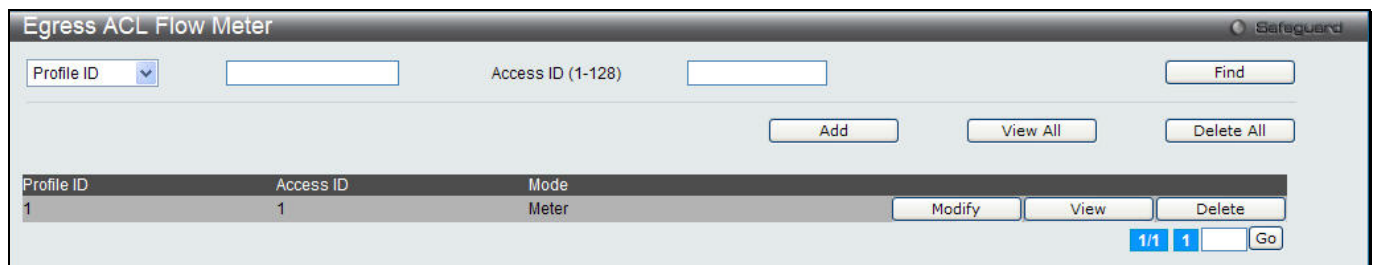 Egress ACL Flow Meter Safeguard
Profile ID Access ID (1-128) Find
Add View All Delete All
Profile ID Access ID Mode
1 1 Meter Modify View Delete
1/1 1 Go